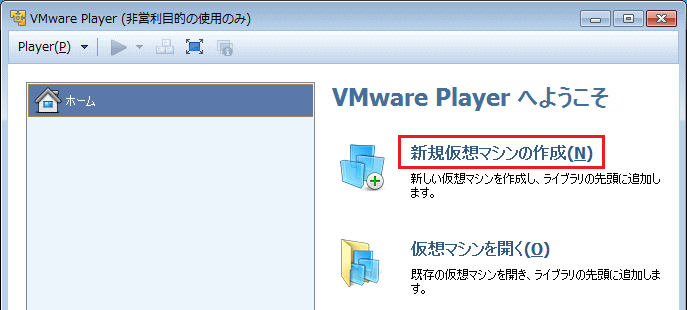 VMware Player (非営利目的の使用のみ)
Player(P)
ホーム
VMware Player へようこそ
新規仮想マシンの作成(N)
新しい仮想マシンを作成し、ライブラリの先頭に追加し
ます。
仮想マシンを開く(O)
既存の仮想マシンを開き、ライブラリの先頭に追加しま
す。